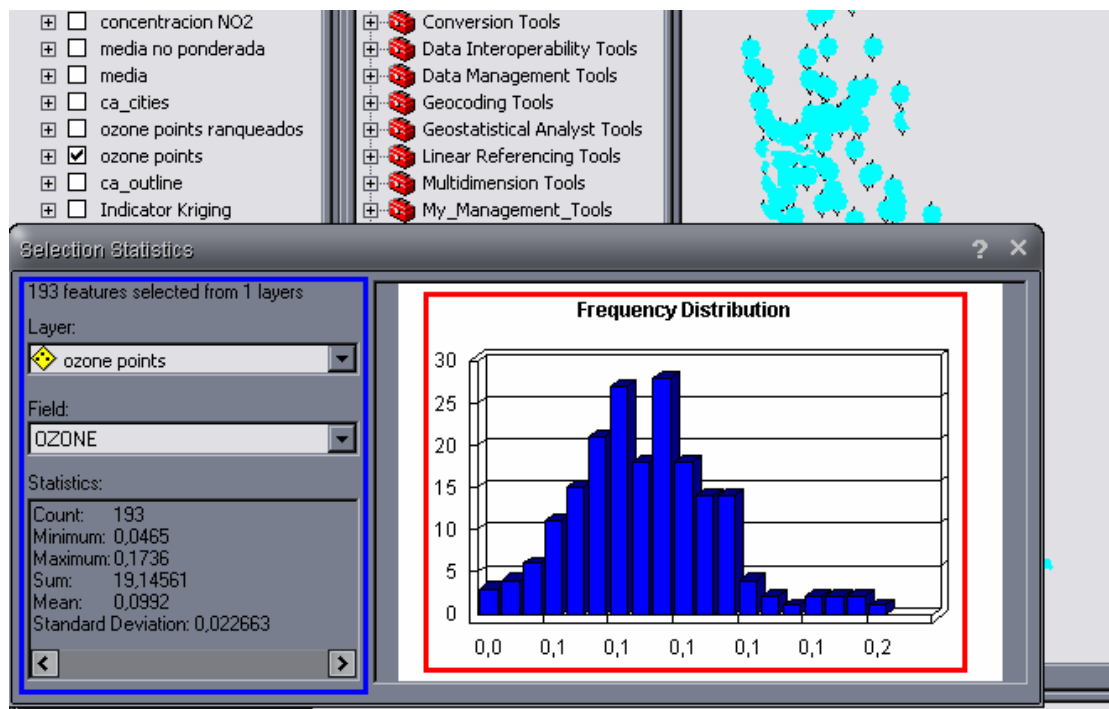 concentracion NO2
media no ponderada
media
ca_cities
ozone points ranqueados
ozone points
ca_outline
Indicator Kriging
Conversion Tools
Data Interoperability Tools
Data Management Tools
Geocoding Tools
Geostatistical Analyst Tools
Linear Referencing Tools
Multidimension Tools
My_Management_Tools
Selection Statistics
? ×
193 features selected from 1 layers
Layer:
ozone points
Field:
OZONE
Statistics:
Count: 193
Minimum: 0,0465
Maximum: 0,1736
Sum: 19,14561
Mean: 0,0992
Standard Deviation: 0,022663
Frequency Distribution
30
25
20
15
10
5
0
0,0 0,1 0,1 0,1 0,1 0,1 0,2